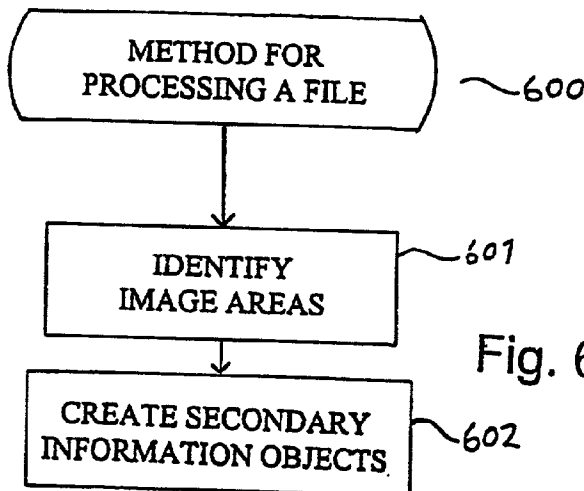 METHOD FOR
PROCESSING A FILE
600
IDENTIFY
IMAGE AREAS
601
Fig. 6
CREATE SECONDARY
INFORMATION OBJECTS
602